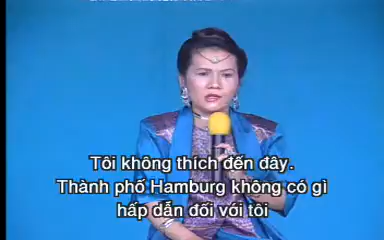 Tôi không thích đến đây.
Thành phố Hamburg không có gì
hấp dẫn đối với tôi